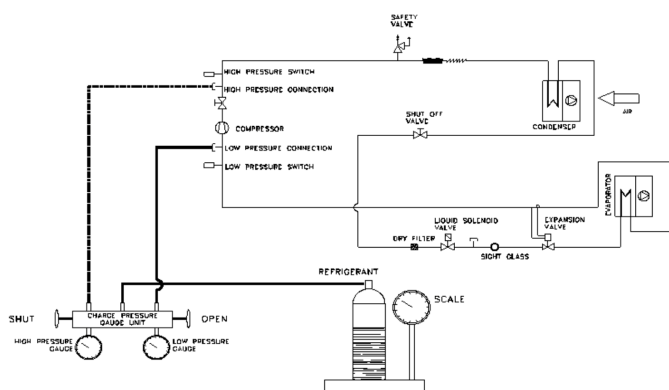 SAFETY
VALVE
HIGH PRESSURE SWITCH
HIGH PRESSURE CONNECTION
SHUT OFF
VALVE
CONDENSER
AIR
COMPRESSOR
LOW PRESSURE CONNECTION
LOW PRESSURE SWITCH
EVAPORATOR
LIQUID SOLENOID
VALVE
EXPANSION
VALVE
DRY FILTER
SIGHT GLASS
REFRIGERANT
SCALE
SHUT
CHARGE PRESSURE
GAUGE UNIT
OPEN
HIGH PRESSURE
GAUGE
LOW PRESSURE
GAUGE